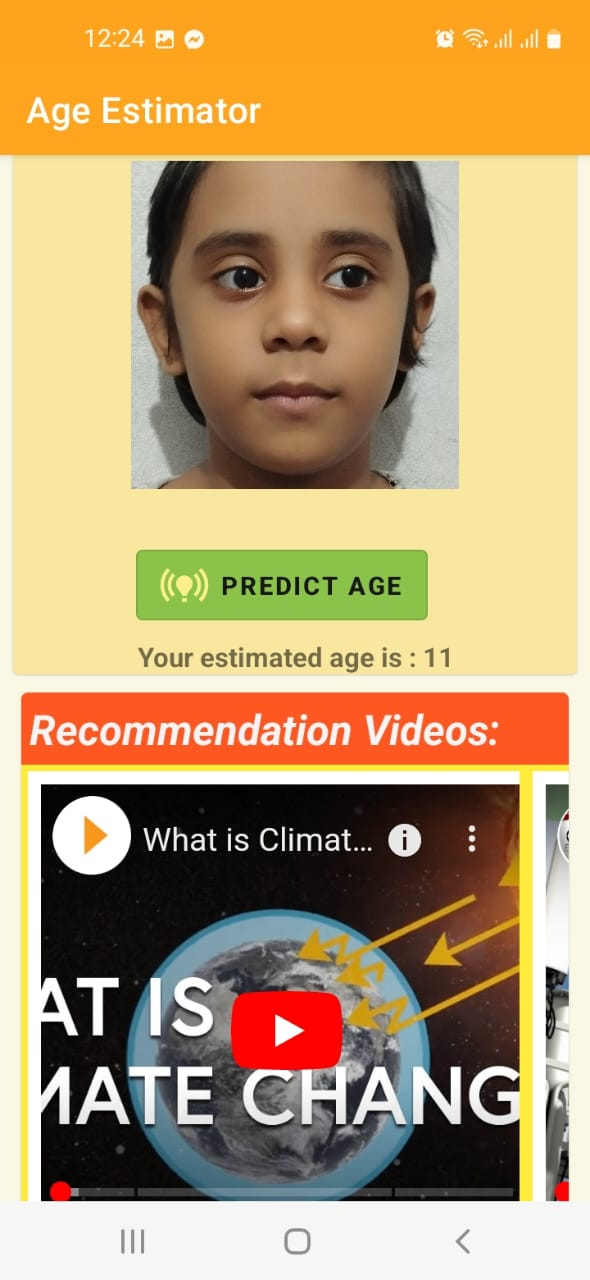 12:24
Age Estimator
PREDICT AGE
Your estimated age is : 11
Recommendation Videos:
What is Climat...
AT IS
MATE CHANG